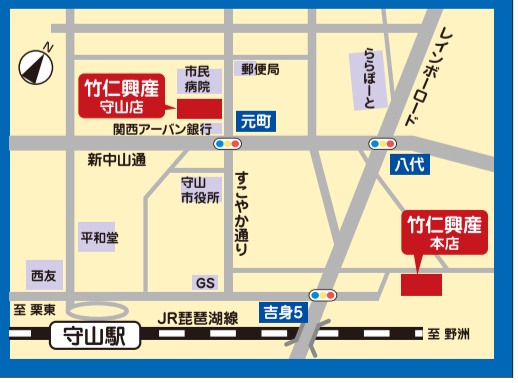 N
市民
病院
郵便局
ららぽーと
レインボーロード
竹仁興産
守山店
関西アーバン銀行
元町
新中山通
八代
守山
市役所
すこやか通り
竹仁興産
本店
平和堂
西友
GS
吉身5
至 栗東
JR琵琶湖線
守山駅
至 野洲